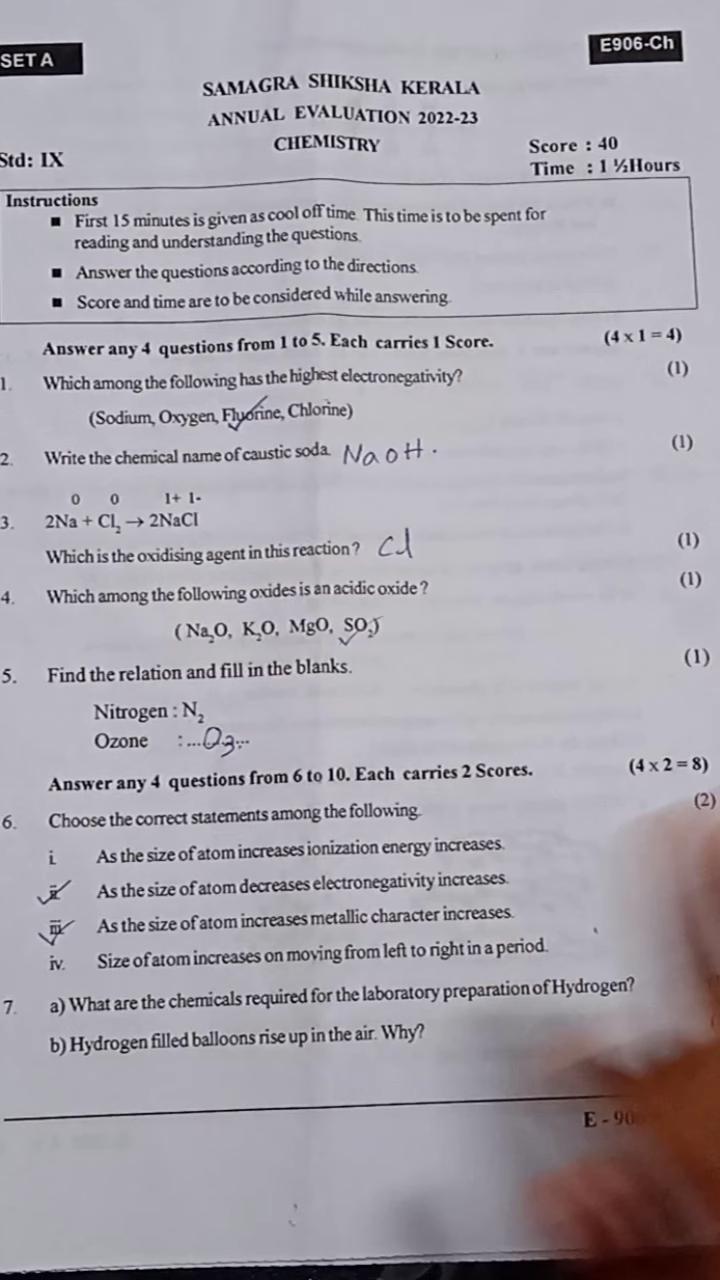 SET A
E906-Ch
SAMAGRA SHIKSHA KERALA
ANNUAL EVALUATION 2022-23
CHEMISTRY
Std: IX
Score : 40
Time : 1 ½Hours
Instructions
■ First 15 minutes is given as cool off time. This time is to be spent for
reading and understanding the questions.
■ Answer the questions according to the directions.
■ Score and time are to be considered while answering.
Answer any 4 questions from 1 to 5. Each carries 1 Score. (4 x 1 = 4)
1. Which among the following has the highest electronegativity? (1)
(Sodium, Oxygen, Fluorine, Chlorine)
2. Write the chemical name of caustic soda. NaOH. (1)
0 0 1+ 1-
3. 2Na + Cl₂ → 2NaCl
Which is the oxidising agent in this reaction? Cl (1)
4. Which among the following oxides is an acidic oxide? (1)
(Na₂O, K₂O, MgO, SO₂)
5. Find the relation and fill in the blanks. (1)
Nitrogen : N₂
Ozone : ...O₃...
Answer any 4 questions from 6 to 10. Each carries 2 Scores. (4 x 2 = 8)
6. Choose the correct statements among the following. (2)
i. As the size of atom increases ionization energy increases.
ii. As the size of atom decreases electronegativity increases.
iii. As the size of atom increases metallic character increases.
iv. Size of atom increases on moving from left to right in a period.
7. a) What are the chemicals required for the laboratory preparation of Hydrogen?
b) Hydrogen filled balloons rise up in the air. Why?
E - 90